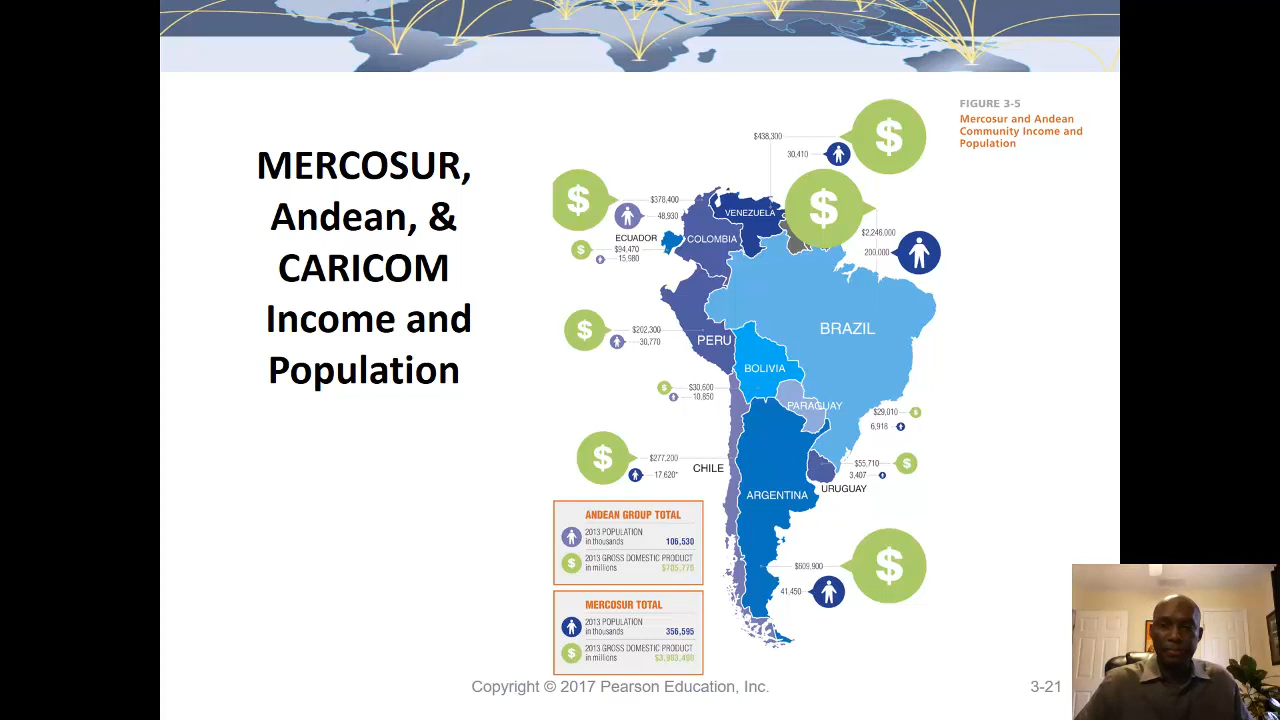 MERCOSUR,
Andean, &
CARICOM
Income and
Population
FIGURE 3-5
Mercosur and Andean
Community Income and
Population
$438,300
30,410
$378,400
48,930
VENEZUELA
ECUADOR
COLOMBIA
$94,470
15,980
$2,246,000
200,000
$202,300
30,770
PERU
BRAZIL
BOLIVIA
$30,600
10,850
PARAGUAY
$29,010
6,918
$277,200
17,620*
CHILE
$55,710
3,407
URUGUAY
ARGENTINA
$609,900
41,450
ANDEAN GROUP TOTAL
2013 POPULATION
in thousands 106,530
2013 GROSS DOMESTIC PRODUCT
in millions
MERCOSUR TOTAL
2013 POPULATION
in thousands 356,595
2013 GROSS DOMESTIC PRODUCT
in millions
Copyright © 2017 Pearson Education, Inc.
3-21